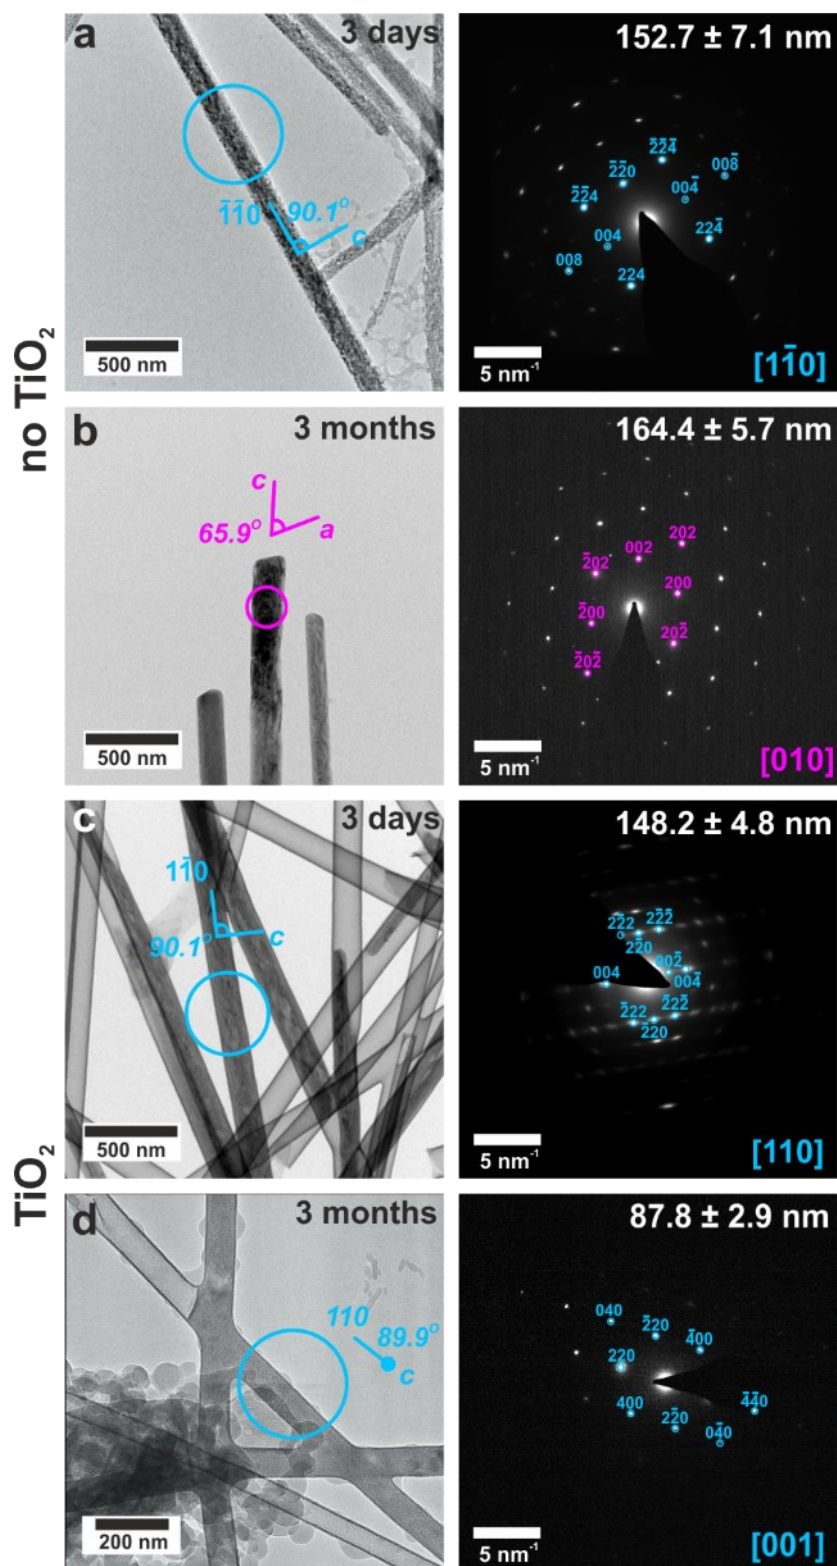 no TiO₂
a
3 days
1̅1̅0
90.1°
c
500 nm
152.7 ± 7.1 nm
2̅2̅4̅
2̅2̅0
008̅
004̅
2̅2̅4
004
224̅
008
224
5 nm⁻¹
[11̅0]
b
3 months
c
65.9°
a
500 nm
164.4 ± 5.7 nm
202
002
2̅02
200
2̅00
202̅
2̅02̅
5 nm⁻¹
[010]
TiO₂
c
3 days
11̅0
90.1°
c
500 nm
148.2 ± 4.8 nm
22̅2
22̅2̅
22̅0
002̅
004
004̅
2̅22
2̅22̅
2̅20
5 nm⁻¹
[110]
d
3 months
110
89.9°
c
200 nm
87.8 ± 2.9 nm
040
2̅20
4̅00
220
400
22̅0
04̅0
4̅4̅0
5 nm⁻¹
[001]